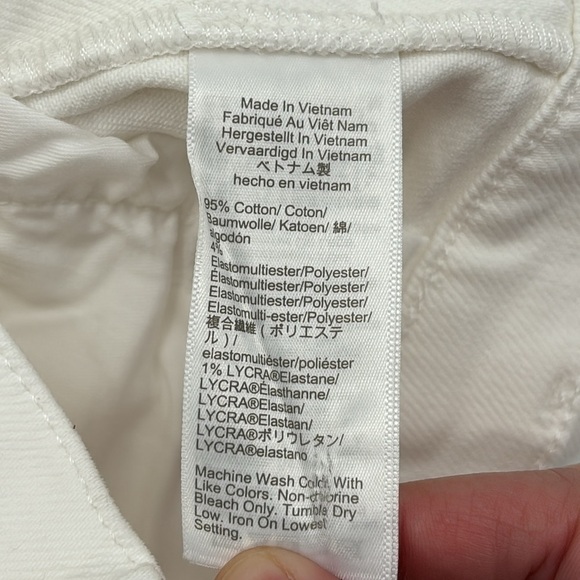 Made In Vietnam
Fabriqué Au Viêt Nam
Hergestellt In Vietnam
Vervaardigd In Vietnam
ベトナム製
hecho en vietnam
95% Cotton/ Coton/
Baumwolle/ Katoen/ 綿/
algodón
4%
Elastomultiester/Polyester/
Élastomultiester/Polyester/
Elastomultiester/Polyester/
Elastomulti-ester/Polyester/
複合繊維 ( ポリエステ
ル ) /
elastomultiéster/poliéster
1% LYCRA®Elastane/
LYCRA®Élasthanne/
LYCRA®Elastan/
LYCRA®Elastaan/
LYCRA®ポリウレタン/
LYCRA®elastano
Machine Wash Cold. With
Like Colors. Non-chlorine
Bleach Only. Tumble Dry
Low. Iron On Lowest
Setting.